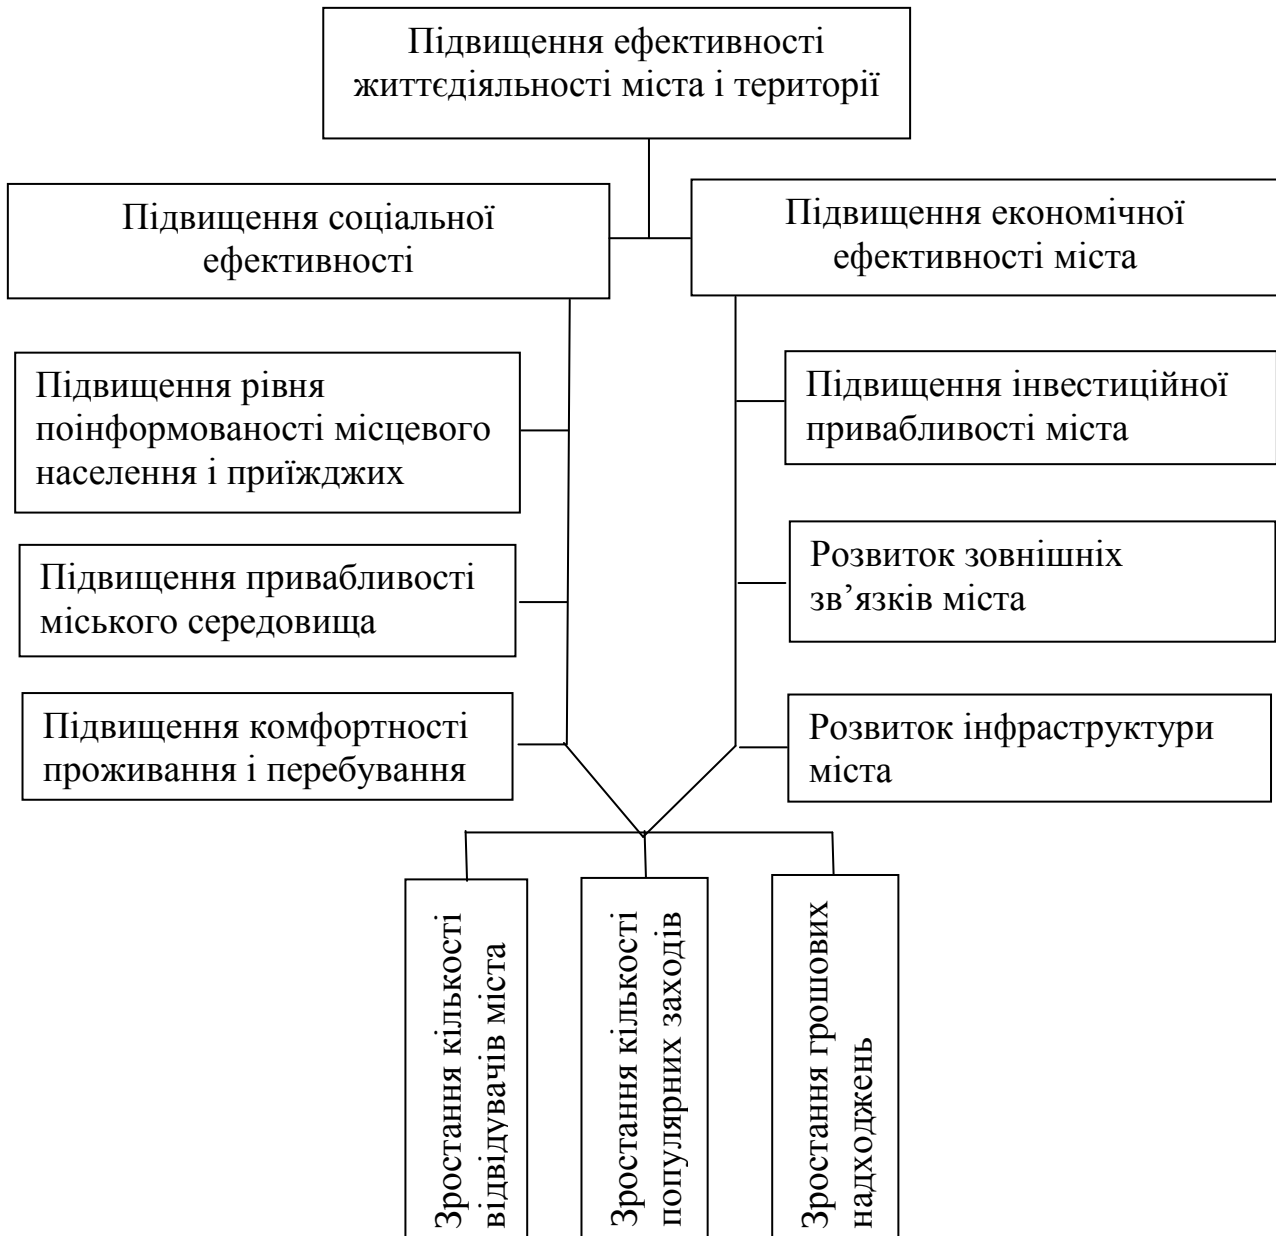 Підвищення ефективності
життєдіяльності міста і території
Підвищення соціальної
ефективності
Підвищення економічної
ефективності міста
Підвищення рівня
поінформованості місцевого
населення і приїжджих
Підвищення інвестиційної
привабливості міста
Підвищення привабливості
міського середовища
Розвиток зовнішніх
зв’язків міста
Підвищення комфортності
проживання і перебування
Розвиток інфраструктури
міста
Зростання кількості
відвідувачів міста
Зростання кількості
популярних заходів
Зростання грошових
надходжень